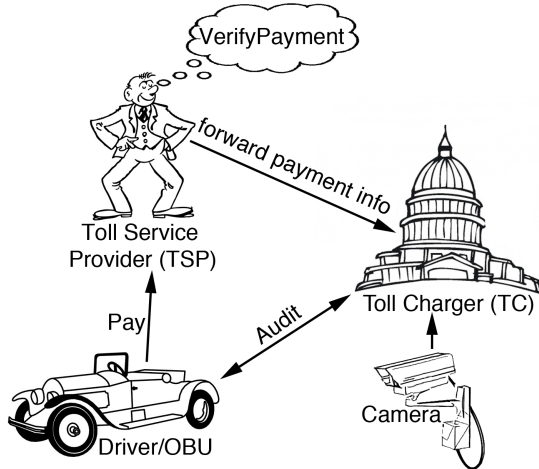 VerifyPayment
forward payment info
Toll Service
Provider (TSP)
Toll Charger (TC)
Pay
Audit
Camera
Driver/OBU